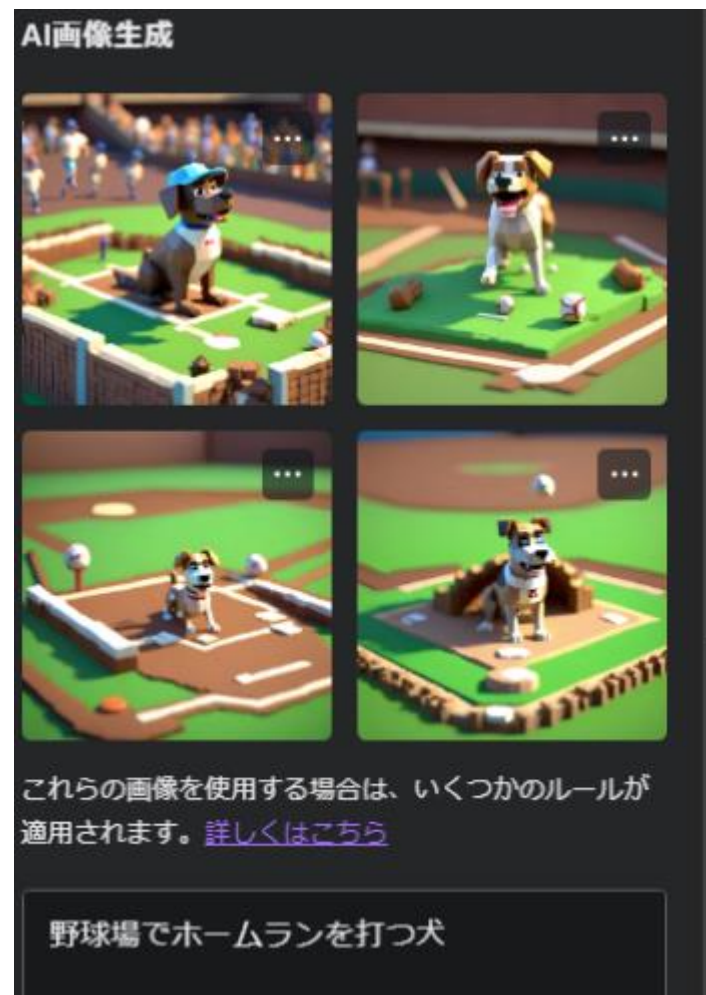 AI画像生成
これらの画像を使用する場合は、いくつかのルールが
適用されます。詳しくはこちら
野球場でホームランを打つ犬